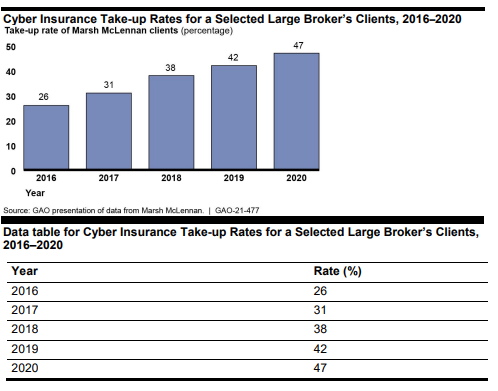 Cyber Insurance Take-up Rates for a Selected Large Broker's Clients, 2016–2020
Take-up rate of Marsh McLennan clients (percentage)
50
40
30
20
10
0
26
31
38
42
47
2016 2017 2018 2019 2020
Year
Source: GAO presentation of data from Marsh McLennan. | GAO-21-477
Data table for Cyber Insurance Take-up Rates for a Selected Large Broker's Clients,
2016–2020
Year Rate (%)
2016 26
2017 31
2018 38
2019 42
2020 47